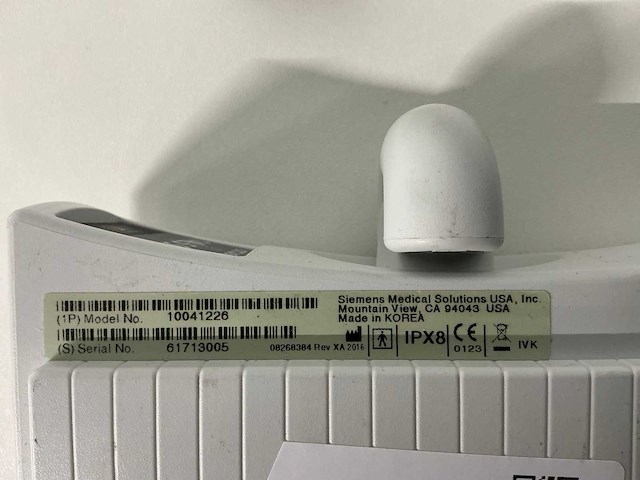 (1P) Model No. 10041226
(S) Serial No. 61713005
Siemens Medical Solutions USA, Inc.
Mountain View, CA 94043 USA
Made in KOREA
08268384 Rev XA 2016
IPX8
CE
0123
IVK